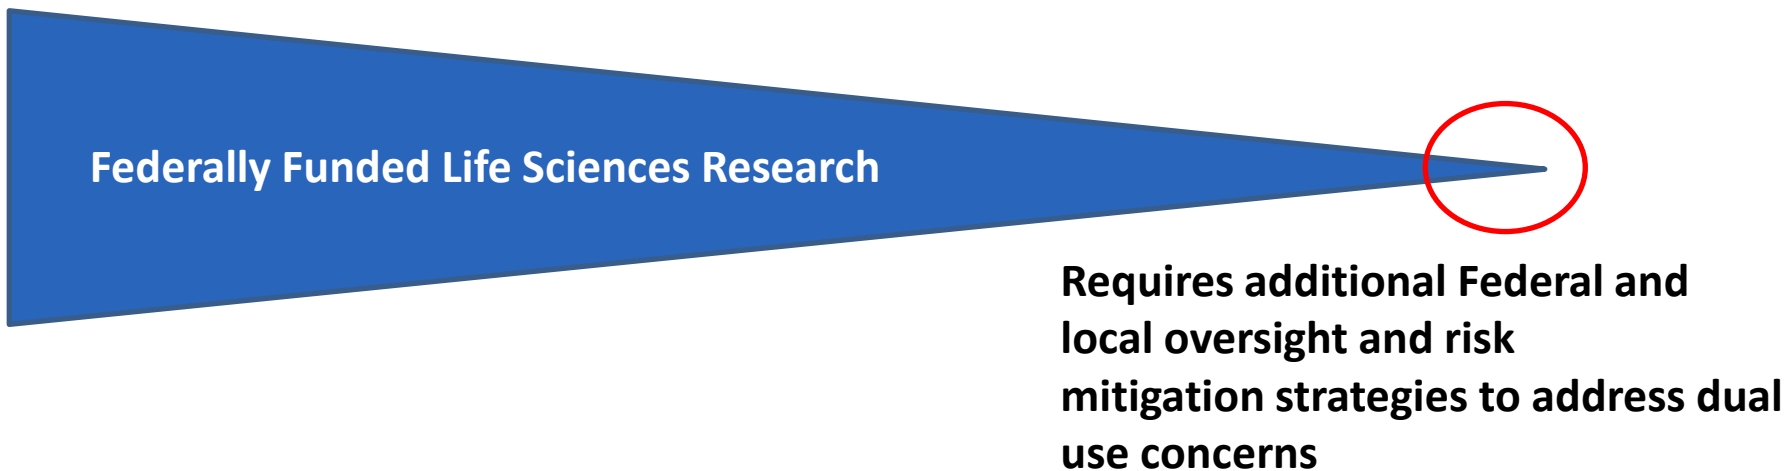 Federally Funded Life Sciences Research
Requires additional Federal and
local oversight and risk
mitigation strategies to address dual
use concerns